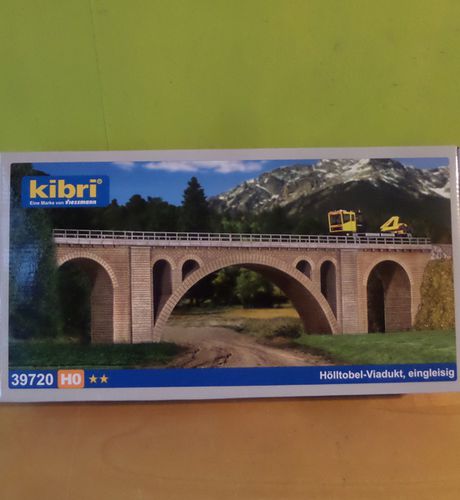 kibri®
Eine Marke von Viessmann
39720 H0 ★★
Hölltobel-Viadukt, eingleisig